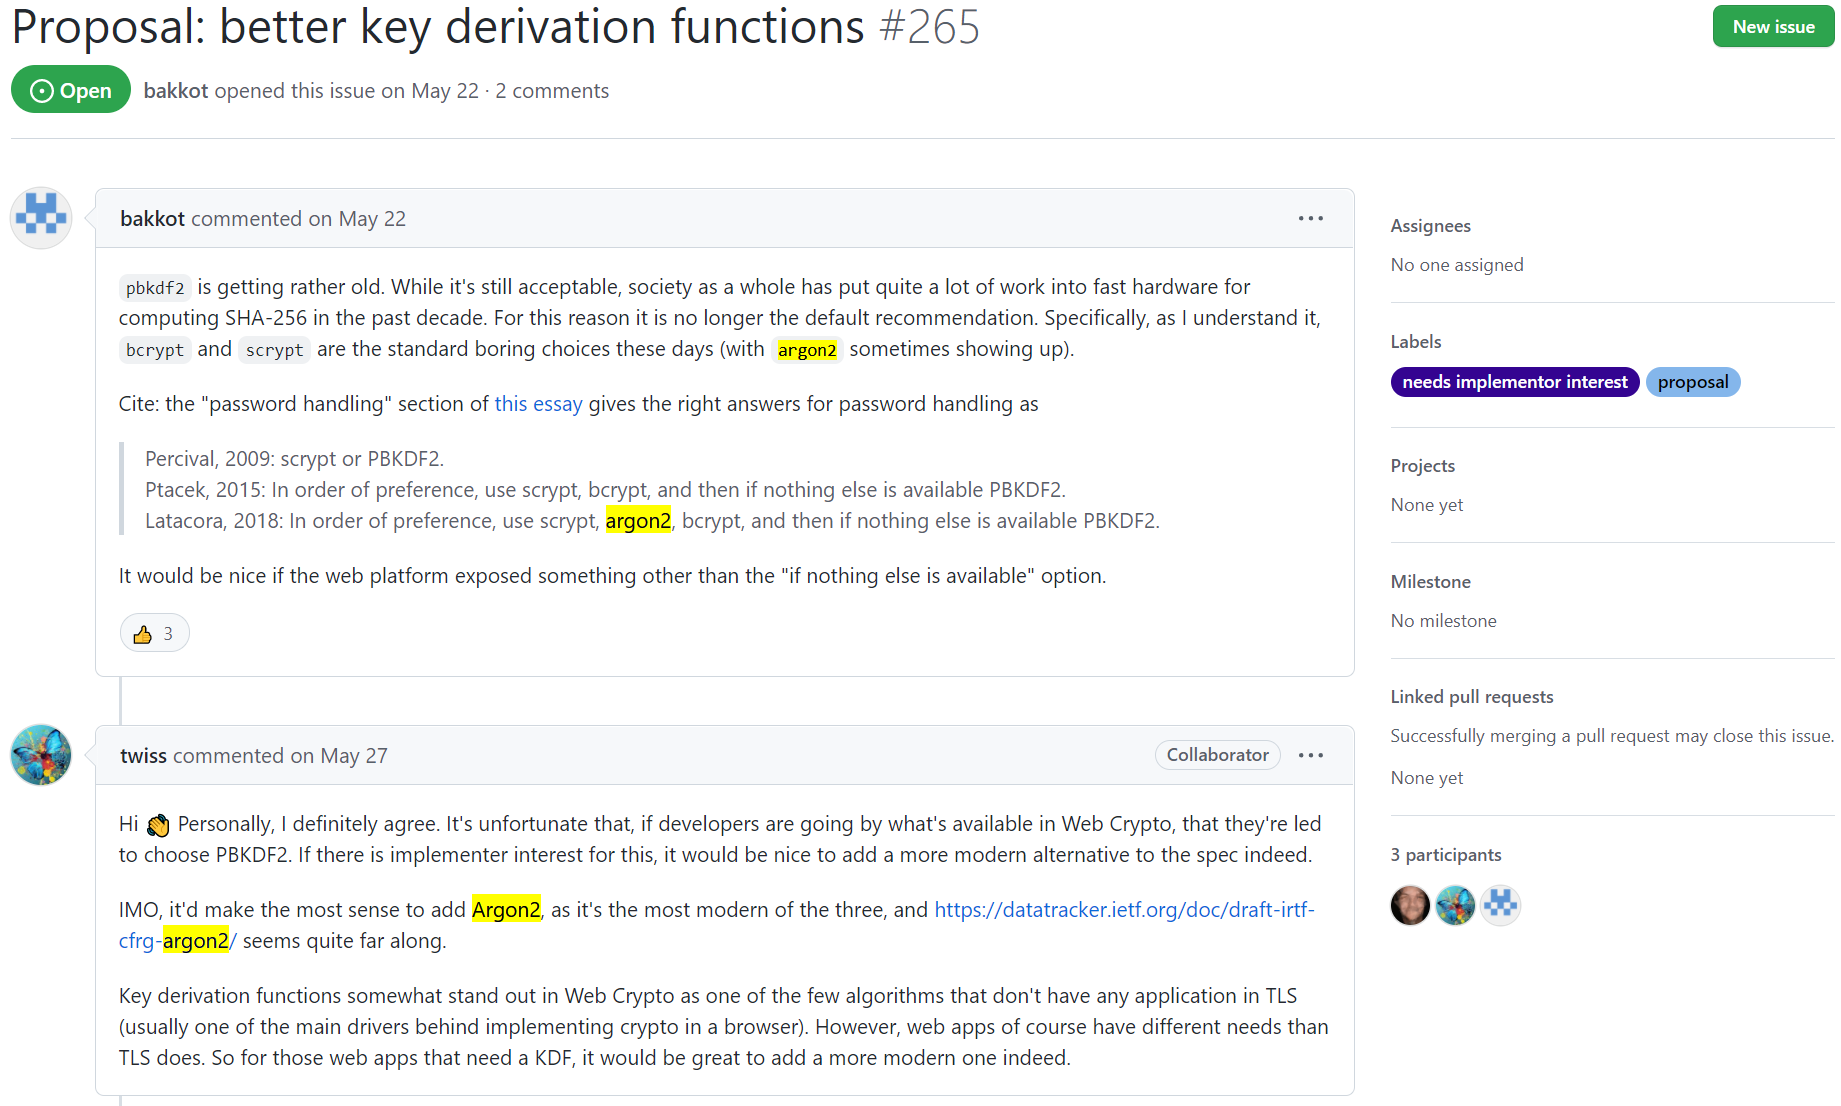 Proposal: better key derivation functions #265
New issue
Open
bakkot opened this issue on May 22 · 2 comments
bakkot commented on May 22
pbkdf2 is getting rather old. While it's still acceptable, society as a whole has put quite a lot of work into fast hardware for
computing SHA-256 in the past decade. For this reason it is no longer the default recommendation. Specifically, as I understand it,
bcrypt and scrypt are the standard boring choices these days (with argon2 sometimes showing up).
Cite: the "password handling" section of this essay gives the right answers for password handling as
Percival, 2009: scrypt or PBKDF2.
Ptacek, 2015: In order of preference, use scrypt, bcrypt, and then if nothing else is available PBKDF2.
Latacora, 2018: In order of preference, use scrypt, argon2, bcrypt, and then if nothing else is available PBKDF2.
It would be nice if the web platform exposed something other than the "if nothing else is available" option.
3
twiss commented on May 27
Collaborator
Hi 👋 Personally, I definitely agree. It's unfortunate that, if developers are going by what's available in Web Crypto, that they're led
to choose PBKDF2. If there is implementer interest for this, it would be nice to add a more modern alternative to the spec indeed.
IMO, it'd make the most sense to add Argon2, as it's the most modern of the three, and https://datatracker.ietf.org/doc/draft-irtf-
cfrg-argon2/ seems quite far along.
Key derivation functions somewhat stand out in Web Crypto as one of the few algorithms that don't have any application in TLS
(usually one of the main drivers behind implementing crypto in a browser). However, web apps of course have different needs than
TLS does. So for those web apps that need a KDF, it would be great to add a more modern one indeed.
Assignees
No one assigned
Labels
needs implementor interest
proposal
Projects
None yet
Milestone
No milestone
Linked pull requests
Successfully merging a pull request may close this issue.
None yet
3 participants